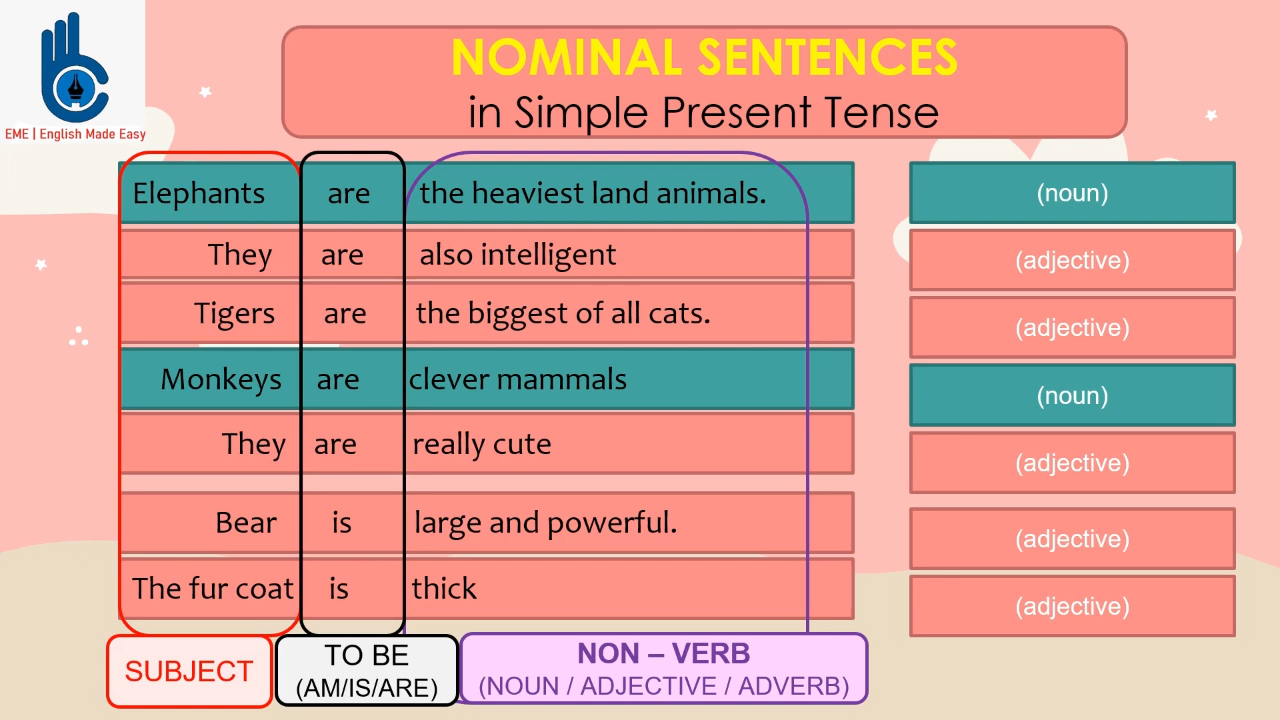 EME | English Made Easy
NOMINAL SENTENCES
in Simple Present Tense
Elephants are the heaviest land animals. (noun)
They are also intelligent (adjective)
Tigers are the biggest of all cats. (adjective)
Monkeys are clever mammals (noun)
They are really cute (adjective)
Bear is large and powerful. (adjective)
The fur coat is thick (adjective)
SUBJECT
TO BE
(AM/IS/ARE)
NON – VERB
(NOUN / ADJECTIVE / ADVERB)